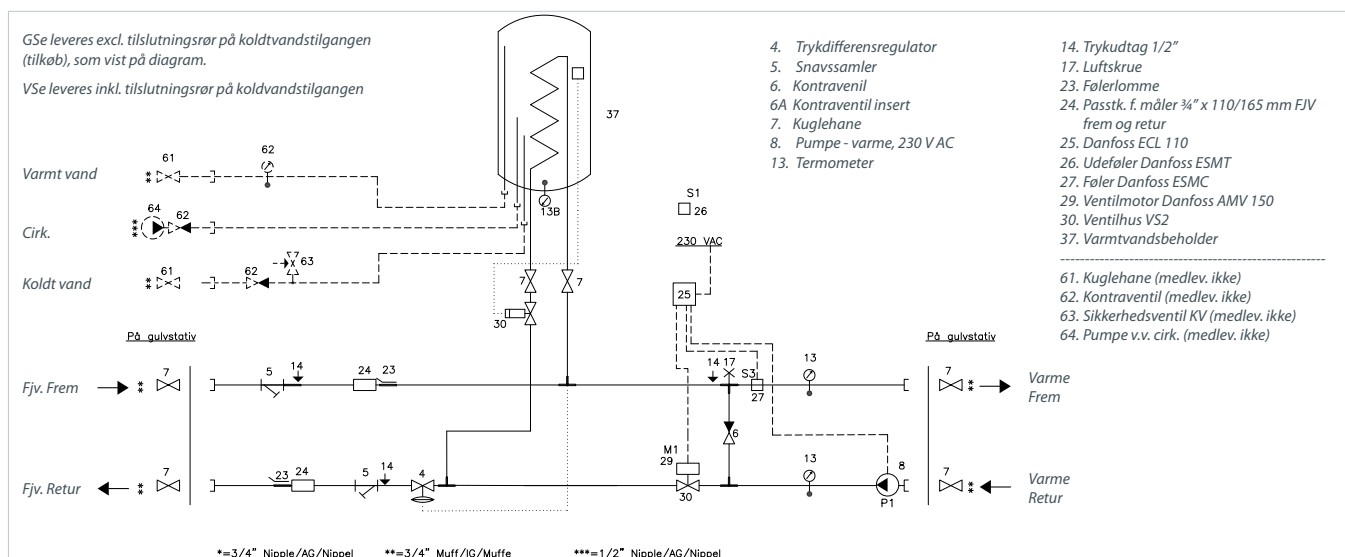 GSe leveres excl. tilslutningsrør på koldtvandstilgangen
(tilkøb), som vist på diagram.
VSe leveres inkl. tilslutningsrør på koldvandstilgangen
4. Trykdifferensregulator
5. Snavssamler
6. Kontravenil
6A Kontraventil insert
7. Kuglehane
8. Pumpe - varme, 230 V AC
13. Termometer
14. Trykudtag 1/2”
17. Luftskrue
23. Følerlomme
24. Passtk. f. måler ¾” x 110/165 mm FJV
frem og retur
25. Danfoss ECL 110
26. Udeføler Danfoss ESMT
27. Føler Danfoss ESMC
29. Ventilmotor Danfoss AMV 150
30. Ventilhus VS2
37. Varmtvandsbeholder
61. Kuglehane (medlev. ikke)
62. Kontraventil (medlev. ikke)
63. Sikkerhedsventil KV (medlev. ikke)
64. Pumpe v.v. cirk. (medlev. ikke)
37
Varmt vand
**
61
62
13B
S1
26
Cirk.
***
64
62
230 VAC
Koldt vand
**
61
62
63
7
7
30
25
På gulvstativ
På gulvstativ
Fjv. Frem
**
7
5
14
24
23
14
17
S3
27
13
7
**
Varme
Frem
6
Fjv. Retur
**
7
23
24
5
14
4
M1
29
30
13
8
P1
7
**
Varme
Retur
*=3/4” Nipple/AG/Nippel
**=3/4” Muff/IG/Muffe
***=1/2” Nipple/AG/Nippel